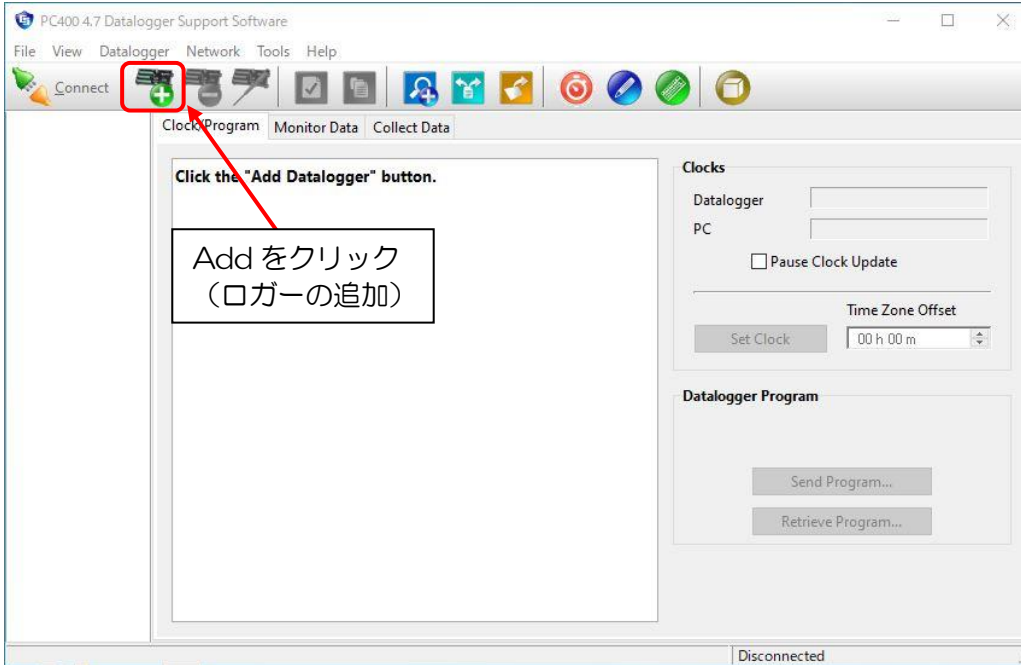 PC400 4.7 Datalogger Support Software
File View Datalogger Network Tools Help
Connect
Clock/Program Monitor Data Collect Data
Click the "Add Datalogger" button.
Add をクリック
（ロガーの追加）
Clocks
Datalogger
PC
Pause Clock Update
Time Zone Offset
Set Clock 00 h 00 m
Datalogger Program
Send Program...
Retrieve Program...
Disconnected